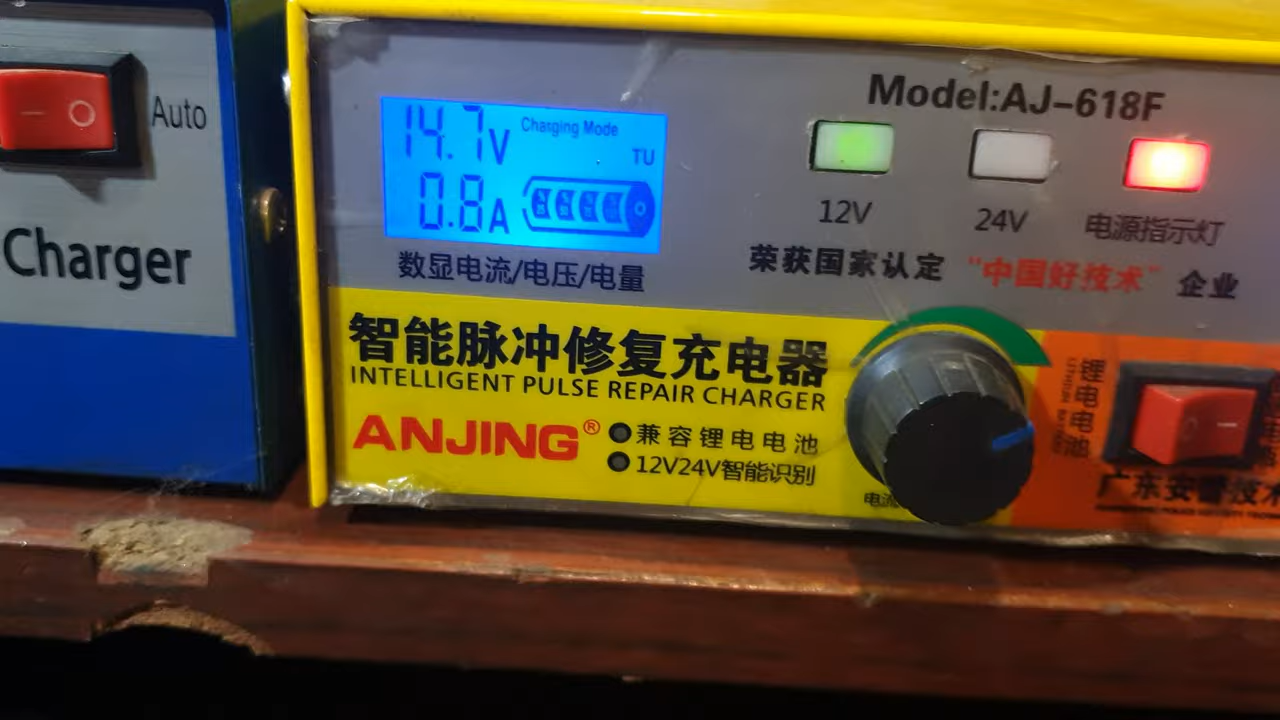 Auto
Charger
Model:AJ-618F
14.7V
Charging Mode
TU
0.8A
12V
24V
电源指示灯
数显电流/电压/电量
荣获国家认定 “中国好技术” 企业
智能脉冲修复充电器
INTELLIGENT PULSE REPAIR CHARGER
ANJING®
兼容锂电电池
12V24V智能识别
电流
锂电电池